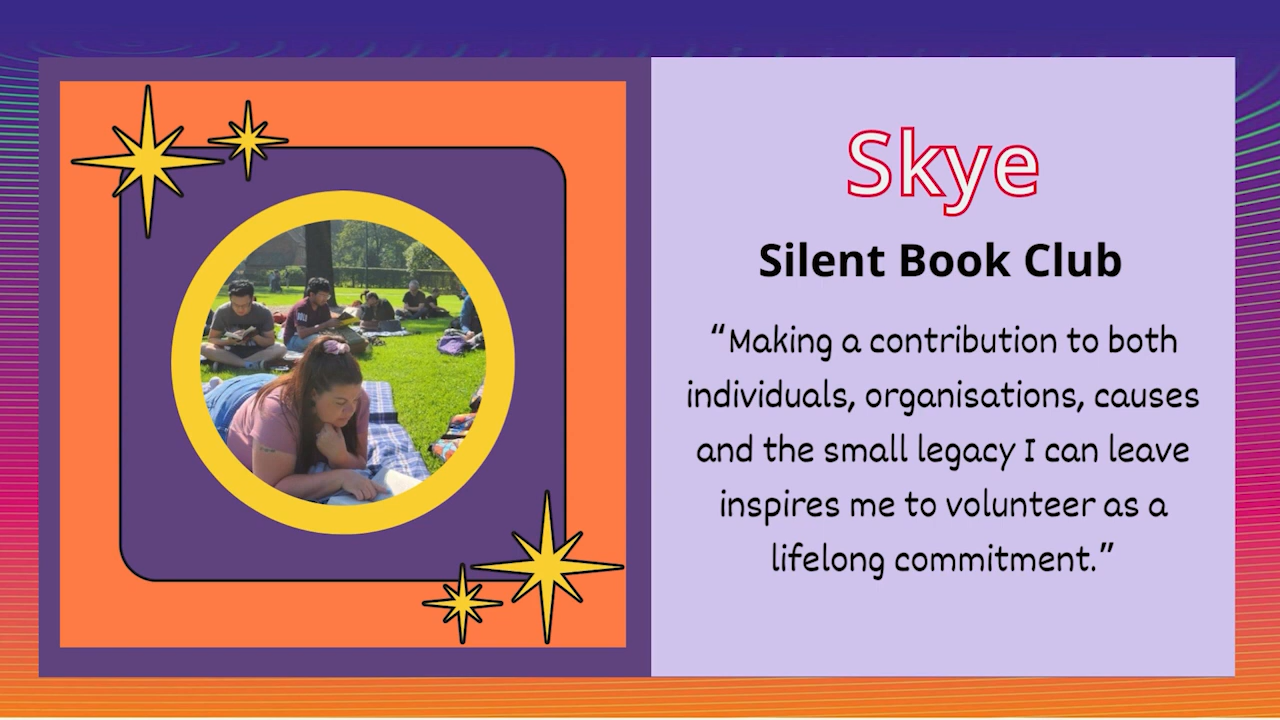 Skye
Silent Book Club
“Making a contribution to both
individuals, organisations, causes
and the small legacy I can leave
inspires me to volunteer as a
lifelong commitment.”